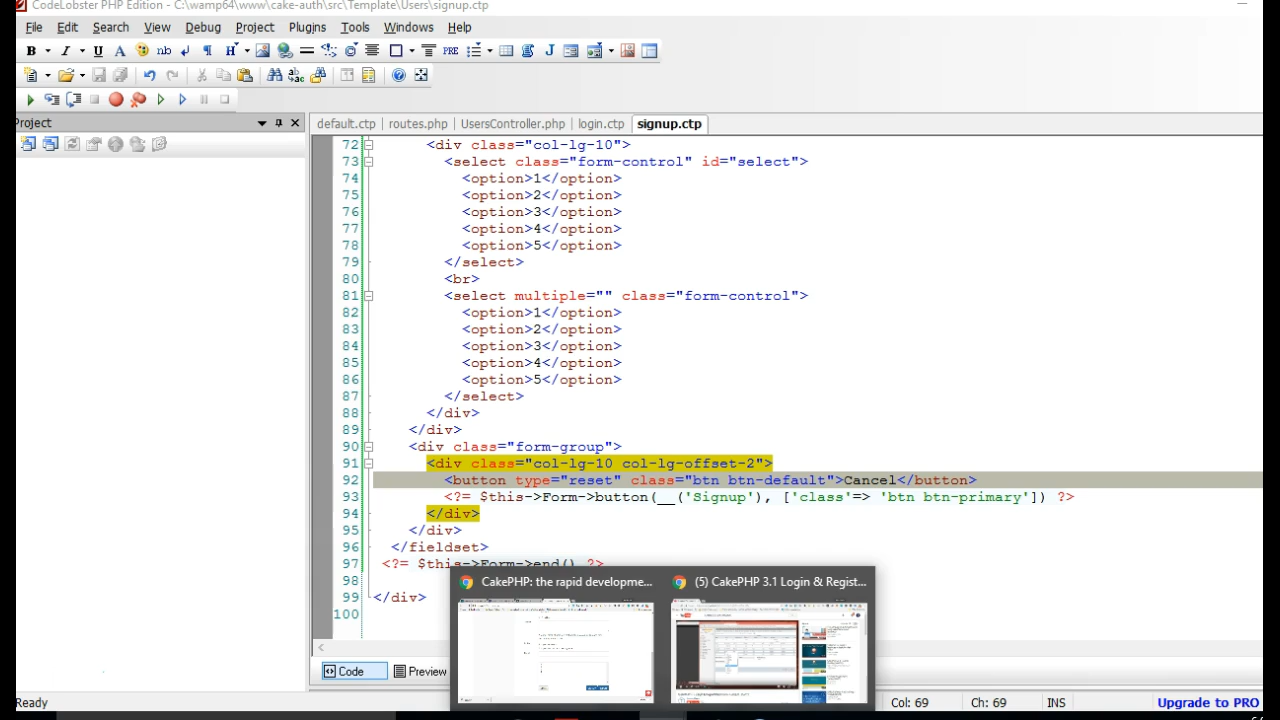 CodeLobster PHP Edition - C:\wamp64\www\cake-auth\src\Template\Users\signup.ctp
File Edit Search View Debug Project Plugins Tools Windows Help
B I U A nb ¶ H PRE J
Project
default.ctp routes.php UsersController.php login.ctp signup.ctp
72 <div class="col-lg-10">
73 <select class="form-control" id="select">
74 <option>1</option>
75 <option>2</option>
76 <option>3</option>
77 <option>4</option>
78 <option>5</option>
79 </select>
80 <br>
81 <select multiple="" class="form-control">
82 <option>1</option>
83 <option>2</option>
84 <option>3</option>
85 <option>4</option>
86 <option>5</option>
87 </select>
88 </div>
89 </div>
90 <div class="form-group">
91 <div class="col-lg-10 col-lg-offset-2">
92 <button type="reset" class="btn btn-default">Cancel</button>
93 <?= $this->Form->button(__('Signup'), ['class'=> 'btn btn-primary']) ?>
94 </div>
95 </div>
96 </fieldset>
97 <?= $this->Form->end() ?>
98
99 </div>
100
CakePHP: the rapid developme...
(5) CakePHP 3.1 Login & Regist...
Code Preview
Ready Col: 69 Ch: 69 INS Upgrade to PRO